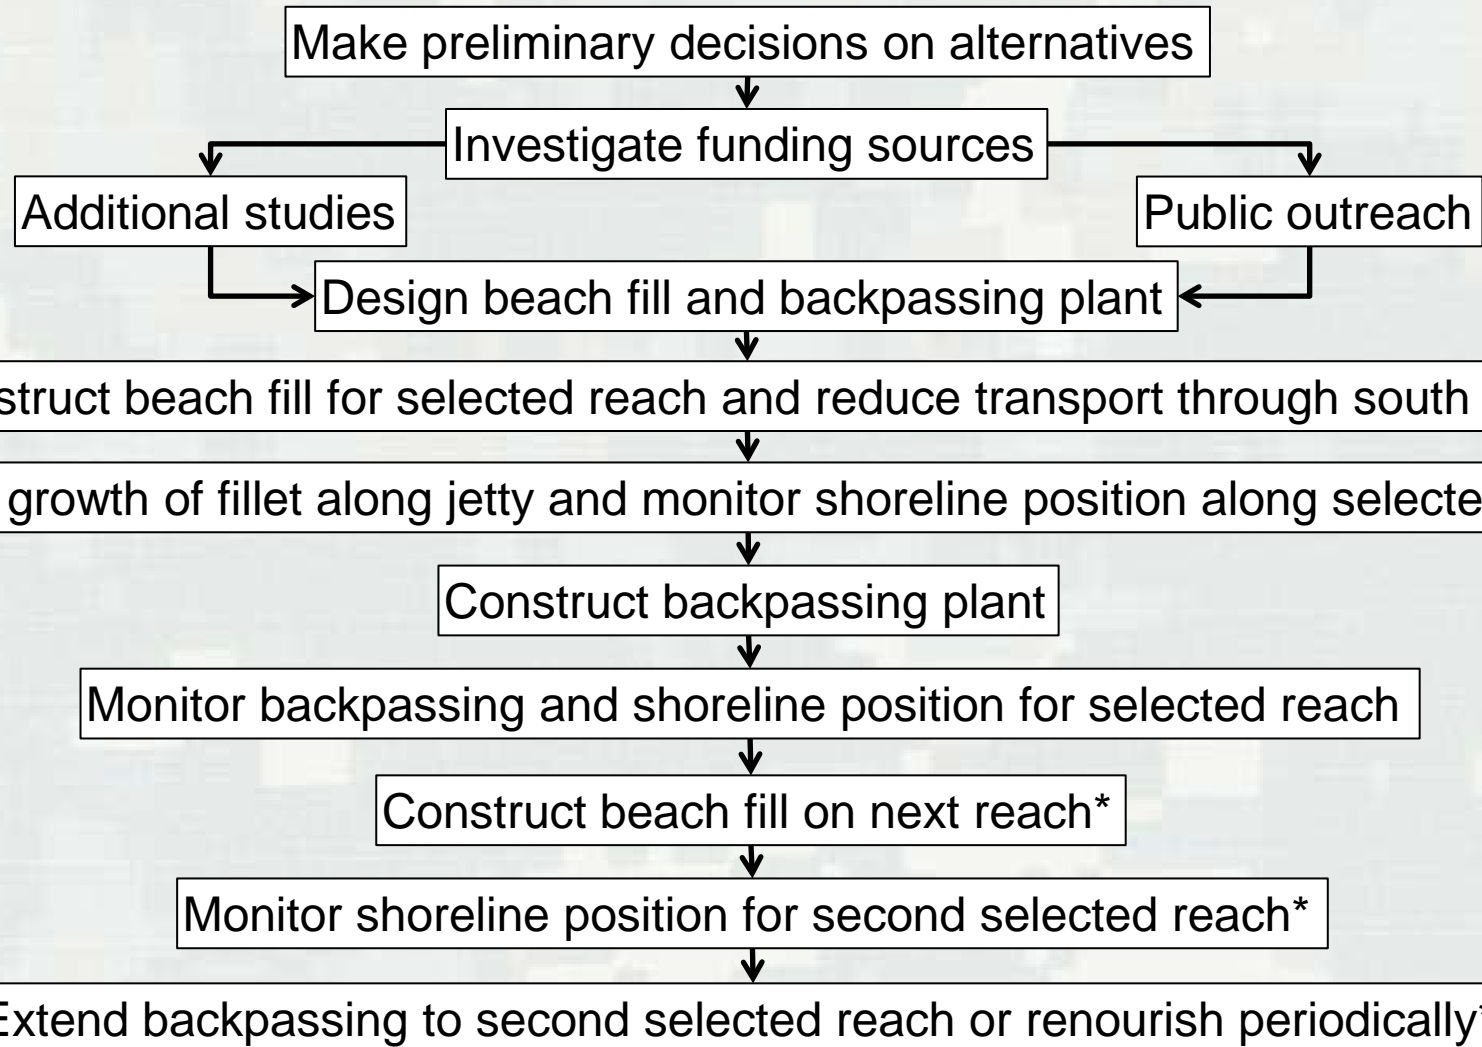 Make preliminary decisions on alternatives
Investigate funding sources
Additional studies
Public outreach
Design beach fill and backpassing plant
struct beach fill for selected reach and reduce transport through south
growth of fillet along jetty and monitor shoreline position along selecte
Construct backpassing plant
Monitor backpassing and shoreline position for selected reach
Construct beach fill on next reach*
Monitor shoreline position for second selected reach*
Extend backpassing to second selected reach or renourish periodically*